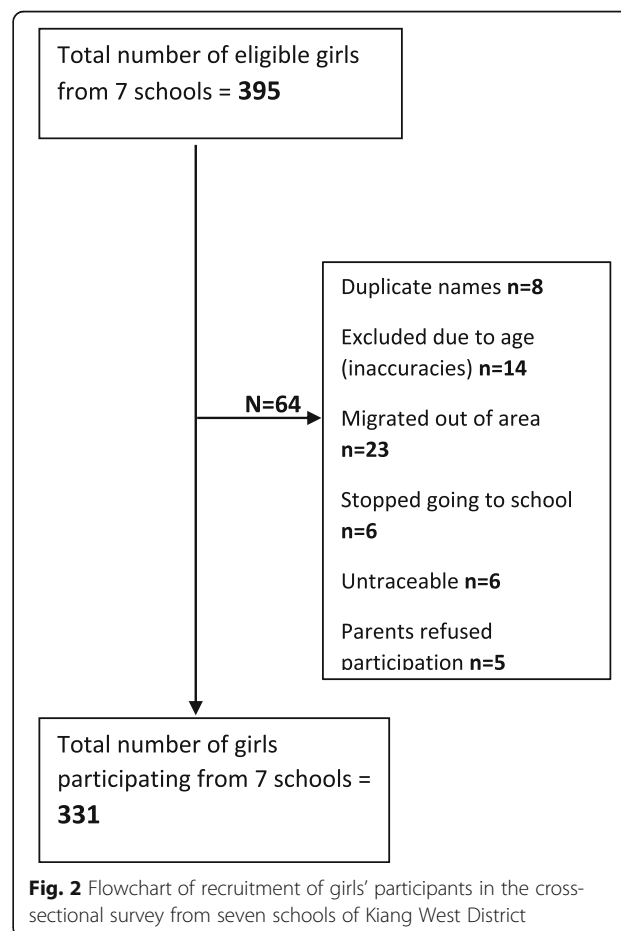 Total number of eligible girls
from 7 schools = 395
Duplicate names n=8
Excluded due to age
(inaccuracies) n=14
N=64
Migrated out of area
n=23
Stopped going to school
n=6
Untraceable n=6
Parents refused
participation n=5
Total number of girls
participating from 7 schools =
331
Fig. 2 Flowchart of recruitment of girls’ participants in the cross-
sectional survey from seven schools of Kiang West District